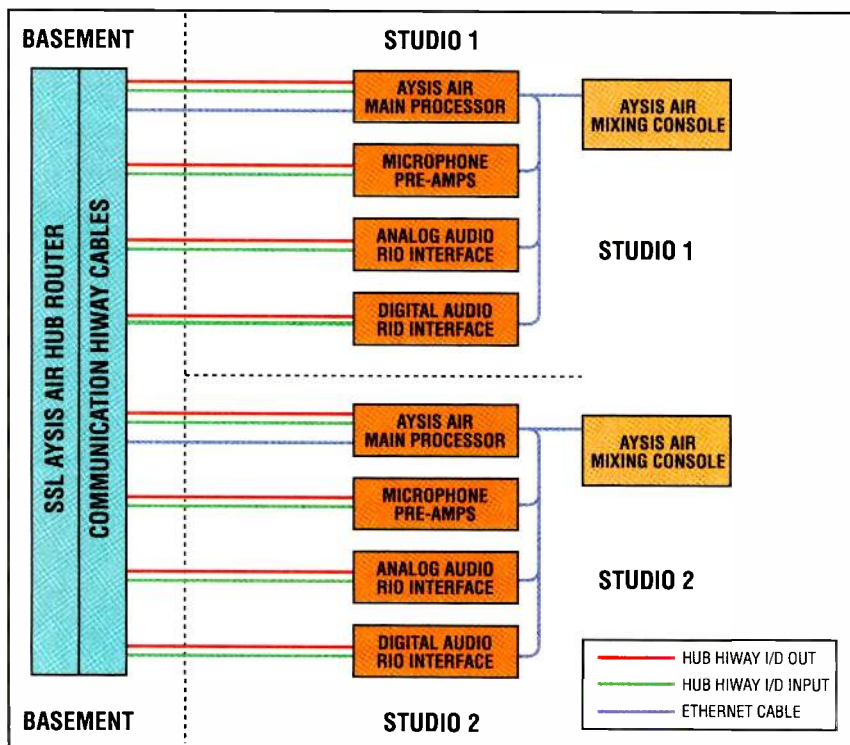 BASEMENT
STUDIO 1
SSL AYSIS AIR HUB ROUTER
COMMUNICATION HIWAY CABLES
AYSIS AIR
MAIN PROCESSOR
AYSIS AIR
MIXING CONSOLE
MICROPHONE
PRE-AMPS
ANALOG AUDIO
RIO INTERFACE
STUDIO 1
DIGITAL AUDIO
RID INTERFACE
AYSIS AIR
MAIN PROCESSOR
AYSIS AIR
MIXING CONSOLE
MICROPHONE
PRE-AMPS
ANALOG AUDIO
RIO INTERFACE
STUDIO 2
DIGITAL AUDIO
RIO INTERFACE
HUB HIWAY I/D OUT
HUB HIWAY I/D INPUT
ETHERNET CABLE
BASEMENT
STUDIO 2